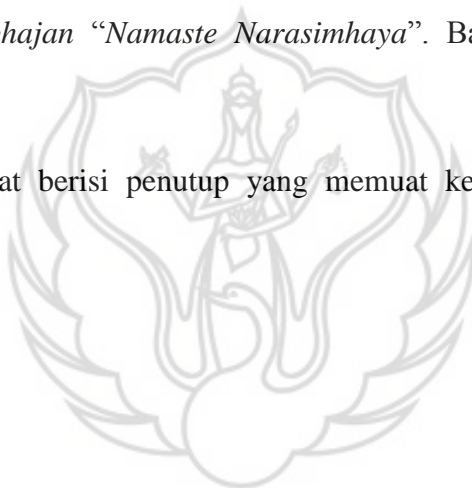 hajan “Namaste Narasimhaya”. Ba
at berisi penutup yang memuat ke